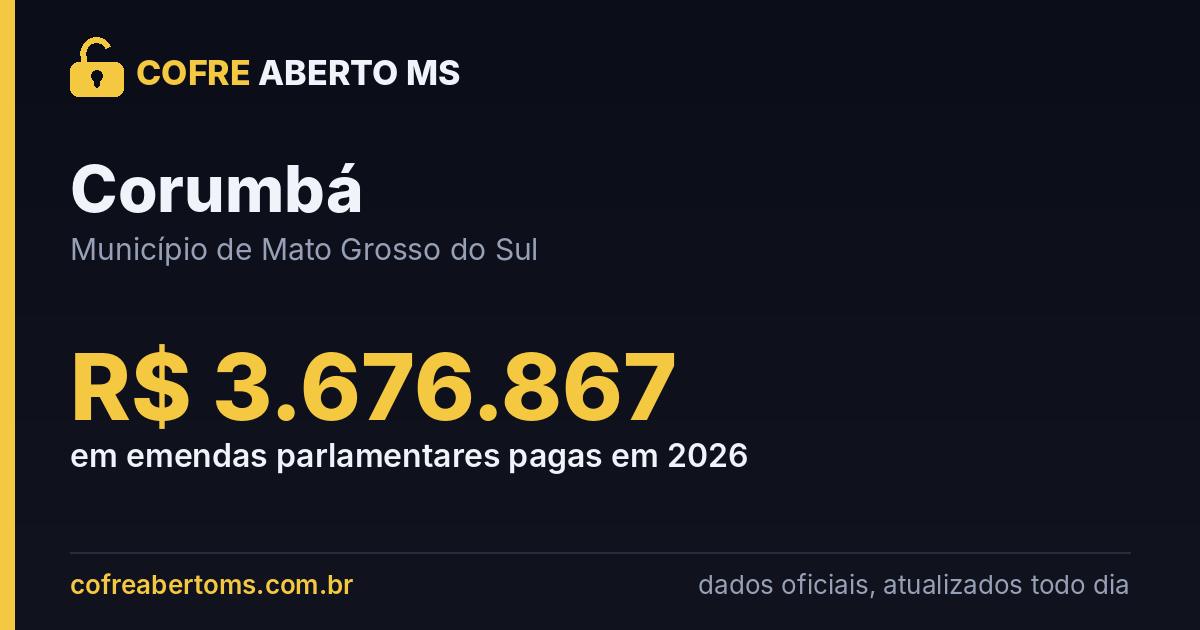 COFRE ABERTO MS
Corumbá
Município de Mato Grosso do Sul
R$ 3.676.867
em emendas parlamentares pagas em 2026
cofreabertoms.com.br
dados oficiais, atualizados todo dia